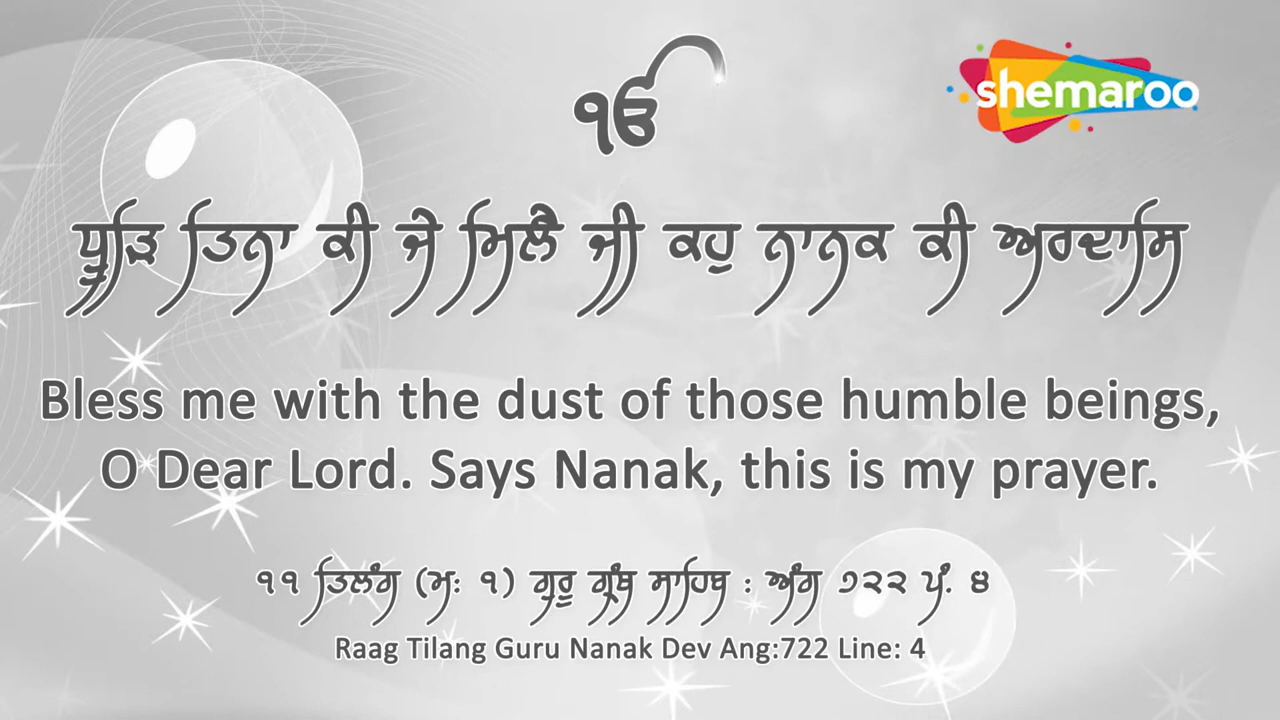 ੴ
shemaroo
ਧੂੜਿ ਤਿਨਾ ਕੀ ਜੇ ਮਿਲੈ ਜੀ ਕਹੁ ਨਾਨਕ ਕੀ ਅਰਦਾਸਿ
Bless me with the dust of those humble beings,
O Dear Lord. Says Nanak, this is my prayer.
੧੧ ਤਿਲੰਗ (ਮਃ ੧) ਗੁਰੂ ਗ੍ਰੰਥ ਸਾਹਿਬ : ਅੰਗ ੭੨੨ ਪੰ. ੪
Raag Tilang Guru Nanak Dev Ang:722 Line: 4